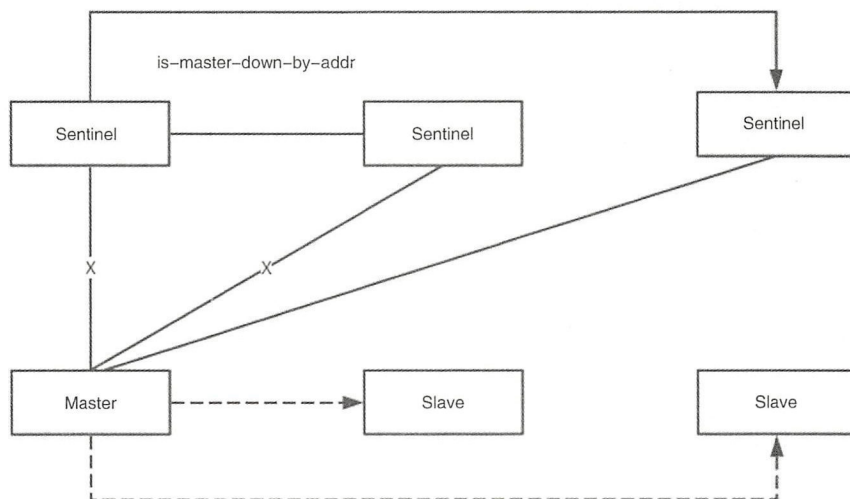 is-master-down-by-addr
Sentinel
Sentinel
Sentinel
X
X
Master
Slave
Slave